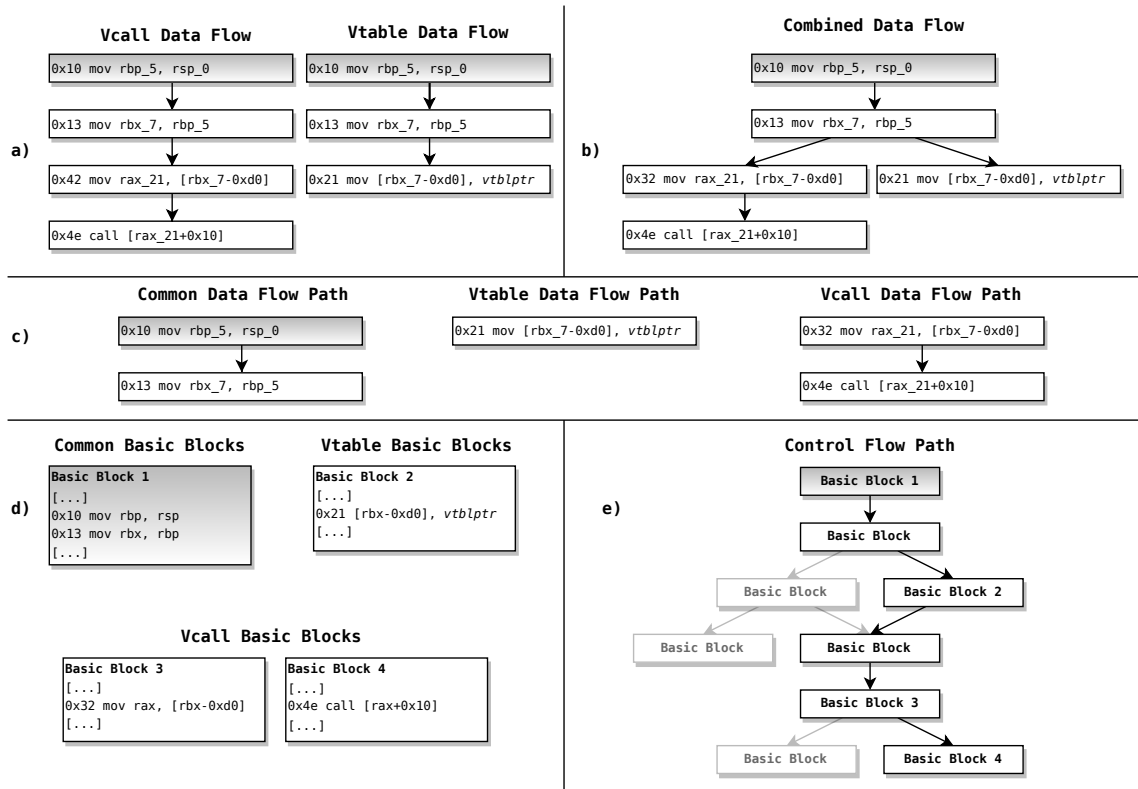 Vcall Data Flow
0x10 mov rbp_5, rsp_0
0x13 mov rbx_7, rbp_5
0x42 mov rax_21, [rbx_7-0xd0]
0x4e call [rax_21+0x10]
Vtable Data Flow
0x10 mov rbp_5, rsp_0
0x13 mov rbx_7, rbp_5
0x21 mov [rbx_7-0xd0], vtblptr
a)
Combined Data Flow
0x10 mov rbp_5, rsp_0
0x13 mov rbx_7, rbp_5
b)
0x32 mov rax_21, [rbx_7-0xd0]
0x21 mov [rbx_7-0xd0], vtblptr
0x4e call [rax_21+0x10]
c)
Common Data Flow Path
0x10 mov rbp_5, rsp_0
0x13 mov rbx_7, rbp_5
Vtable Data Flow Path
0x21 mov [rbx_7-0xd0], vtblptr
Vcall Data Flow Path
0x32 mov rax_21, [rbx_7-0xd0]
0x4e call [rax_21+0x10]
d)
Common Basic Blocks
Basic Block 1
[...]
0x10 mov rbp, rsp
0x13 mov rbx, rbp
[...]
Vtable Basic Blocks
Basic Block 2
[...]
0x21 [rbx-0xd0], vtblptr
[...]
Vcall Basic Blocks
Basic Block 3
[...]
0x32 mov rax, [rbx-0xd0]
[...]
Basic Block 4
[...]
0x4e call [rax+0x10]
[...]
e)
Control Flow Path
Basic Block 1
Basic Block
Basic Block
Basic Block 2
Basic Block
Basic Block
Basic Block 3
Basic Block
Basic Block 4